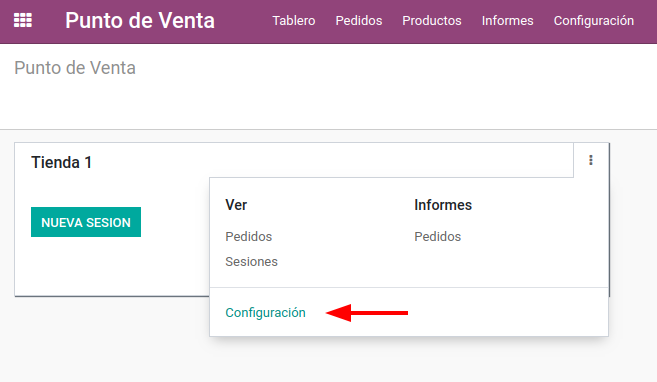 Punto de Venta Tablero Pedidos Productos Informes Configuración
Punto de Venta
Tienda 1
Ver Informes
NUEVA SESION
Pedidos Pedidos
Sesiones
Configuración